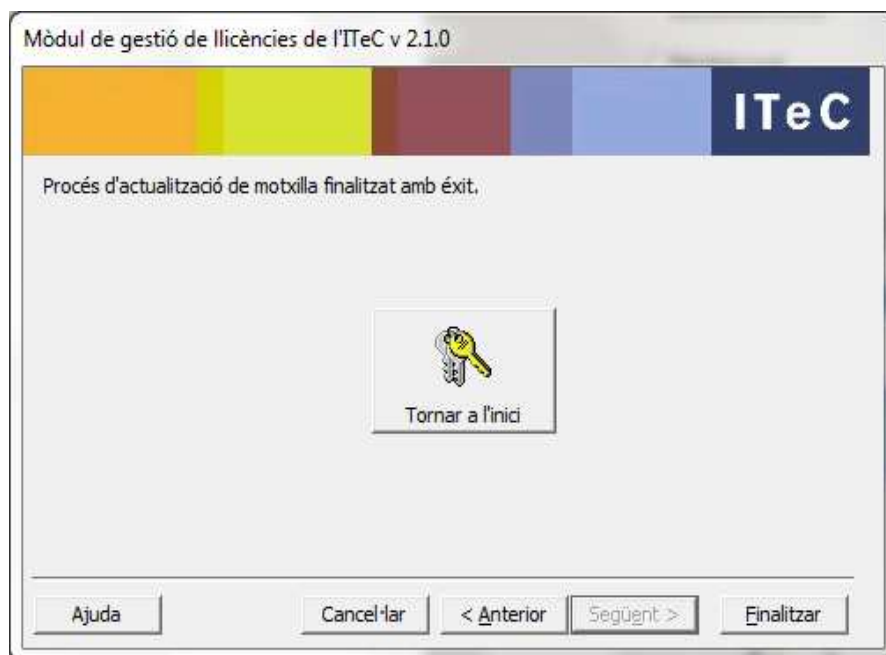 Mòdul de gestió de llicències de l'ITeC v 2.1.0
ITeC
Procés d'actualització de motxilla finalitzat amb éxit.
Tornar a l'inici
Ajuda
Cancel·lar
< Anterior
Següent >
Finalitzar